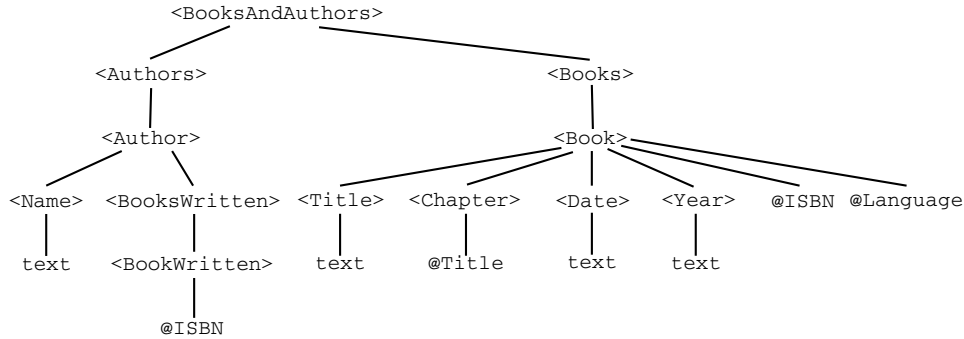 <BooksAndAuthors>
<Authors> <Books>
<Author> <Book>
<Name> <BooksWritten> <Title> <Chapter> <Date> <Year> @ISBN @Language
text <BookWritten> text @Title text text
@ISBN